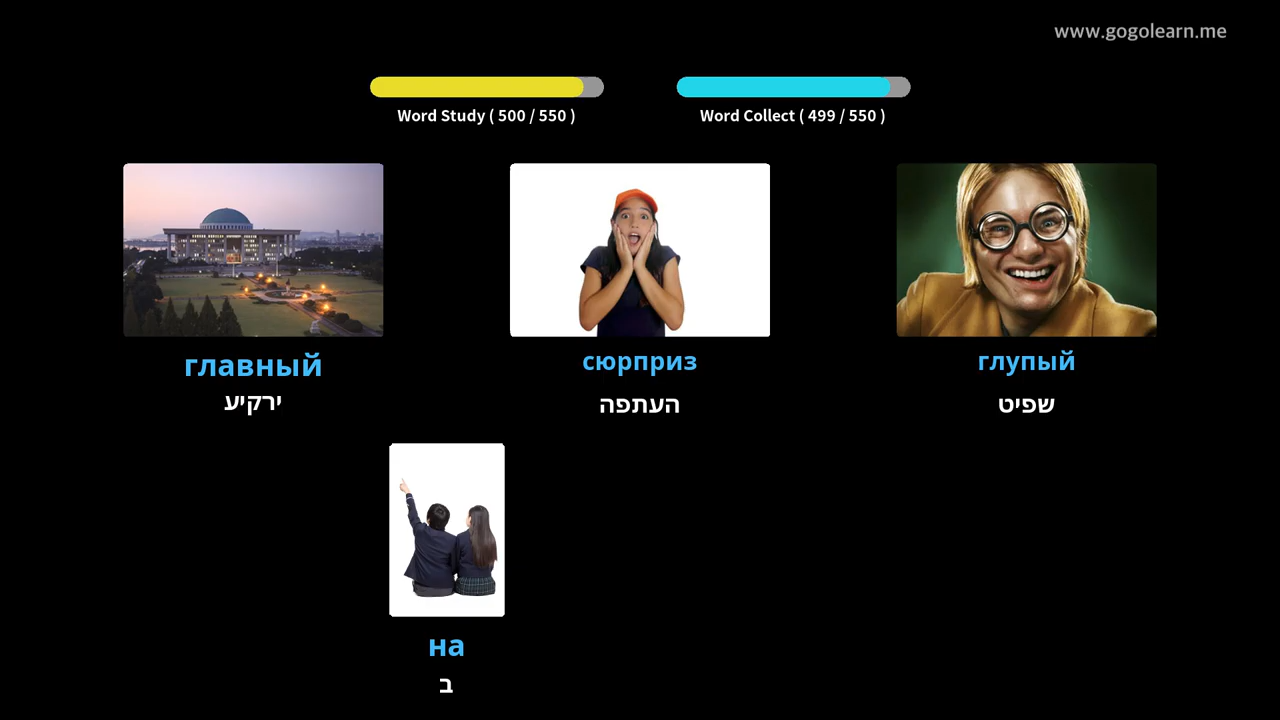 www.gogolearn.me
Word Study ( 500 / 550 )
Word Collect ( 499 / 550 )
главный
ירקיע
сюрприз
העתפה
глупый
שפיט
на
ב